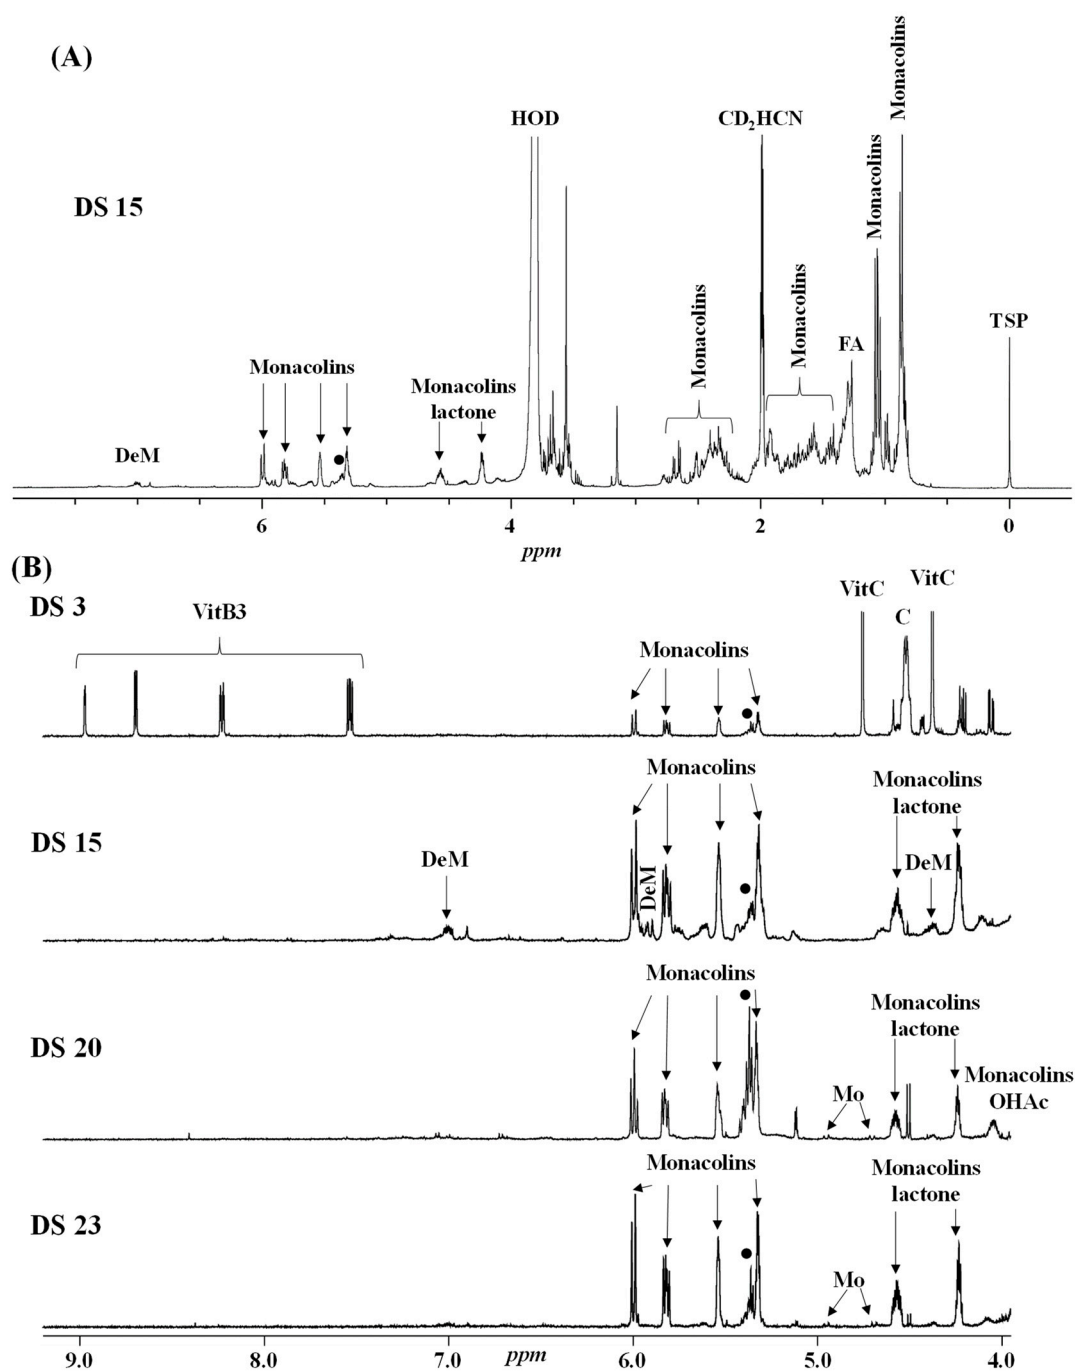 (A)
DS 15
HOD
CD₂HCN
Monacolins
Monacolins
Monacolins
Monacolins
FA
TSP
Monacolins
Monacolins
lactone
DeM
6
4
2
0
ppm
(B)
DS 3
VitB3
Monacolins
VitC
C
VitC
DS 15
DeM
Monacolins
DeM
Monacolins
lactone
DeM
DS 20
Monacolins
Mo
Monacolins
lactone
Monacolins
OHAc
DS 23
Monacolins
Mo
Monacolins
lactone
9.0
8.0
7.0
ppm
6.0
5.0
4.0